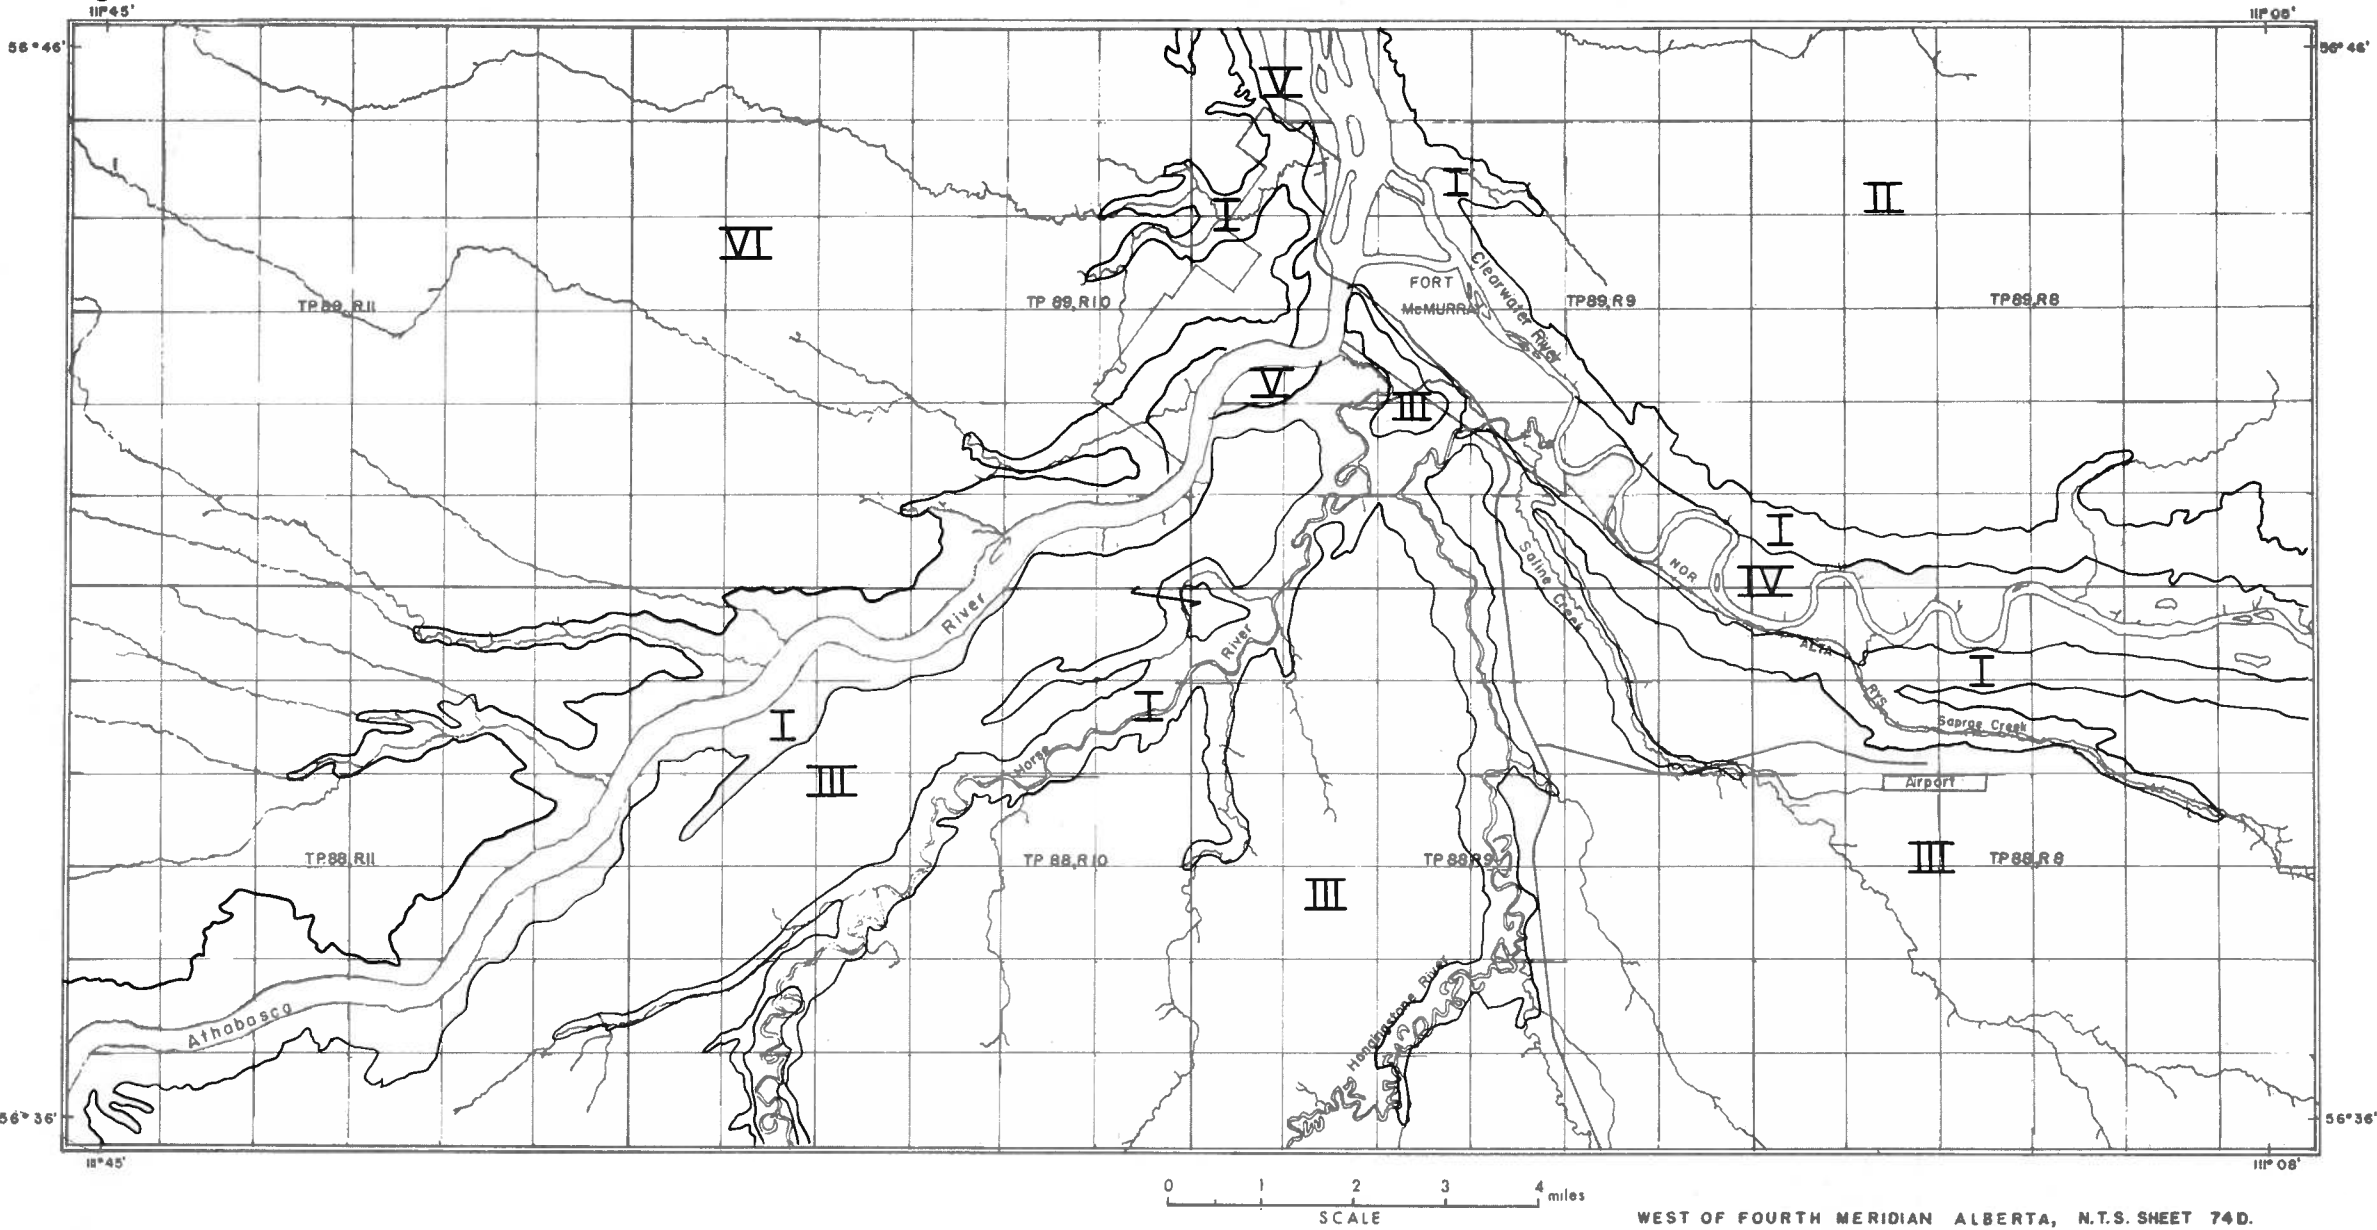 111°45'
111°08'
56°46'
56°46'
V
I
II
I
VI
Clearwater River
FORT
McMURRAY
TP 89, R11
TP 89, R10
TP 89, R9
TP 89, R8
V
III
I
IV
Saline Creek
NOR
River
River
ALTA
I
RYS
I
I
Saprae Creek
Horse
III
Airport
TP 88, R11
TP 88, R10
TP 88 R9
III
TP 88, R8
III
Hangingstone River
Athabasca
56°36'
56°36'
111°45'
111°08'
0 1 2 3 4 miles
SCALE
WEST OF FOURTH MERIDIAN ALBERTA, N.T.S. SHEET 74D.